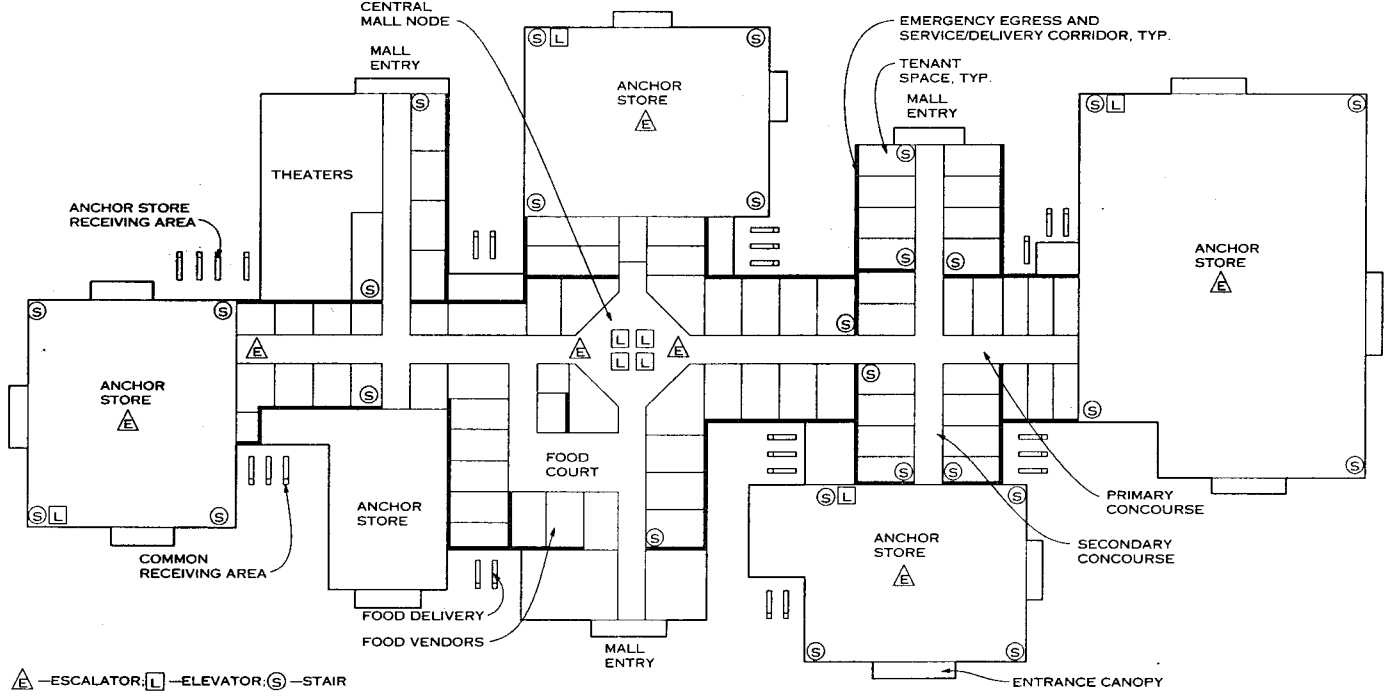 CENTRAL
MALL NODE
MALL
ENTRY
S L
S
ANCHOR
STORE
E
S
S
EMERGENCY EGRESS AND
SERVICE/DELIVERY CORRIDOR, TYP.
TENANT
SPACE, TYP.
MALL
ENTRY
S
S
S
S L
S
ANCHOR
STORE
E
S
S
S
THEATERS
S
ANCHOR STORE
RECEIVING AREA
S
S
ANCHOR
STORE
E
S L
S
E
S
E
L L
L L
E
S
S
FOOD
COURT
ANCHOR
STORE
S
S
S
S L
S
ANCHOR
STORE
E
S
S
PRIMARY
CONCOURSE
SECONDARY
CONCOURSE
COMMON
RECEIVING AREA
FOOD DELIVERY
FOOD VENDORS
MALL
ENTRY
ENTRANCE CANOPY
E —ESCALATOR; L —ELEVATOR; S —STAIR